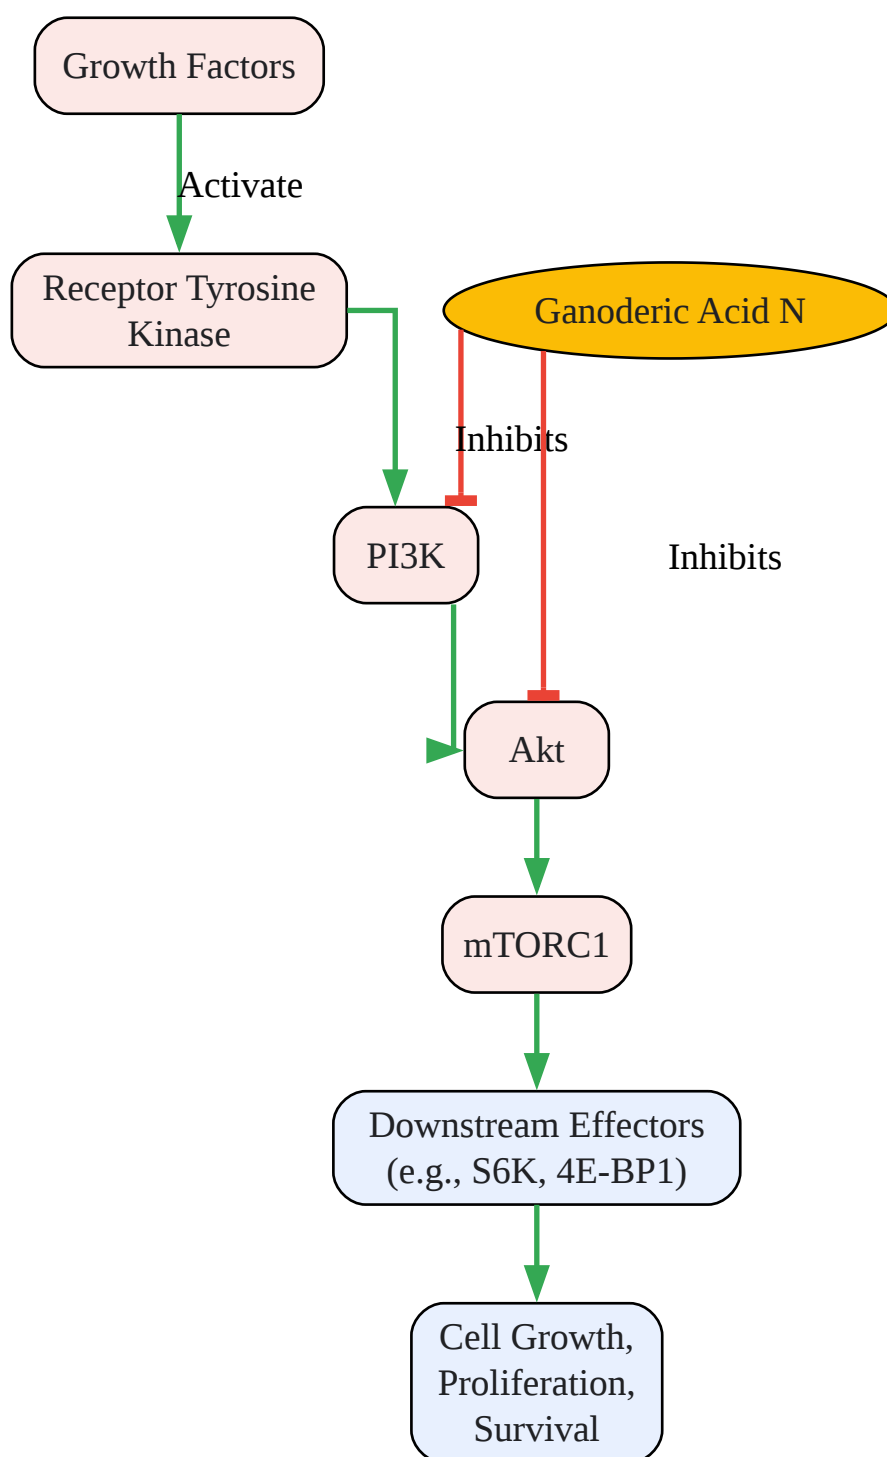 Growth Factors
Activate
Receptor Tyrosine
Kinase
Ganoderic Acid N
Inhibits
PI3K
Inhibits
Akt
mTORC1
Downstream Effectors
(e.g., S6K, 4E-BP1)
Cell Growth,
Proliferation,
Survival